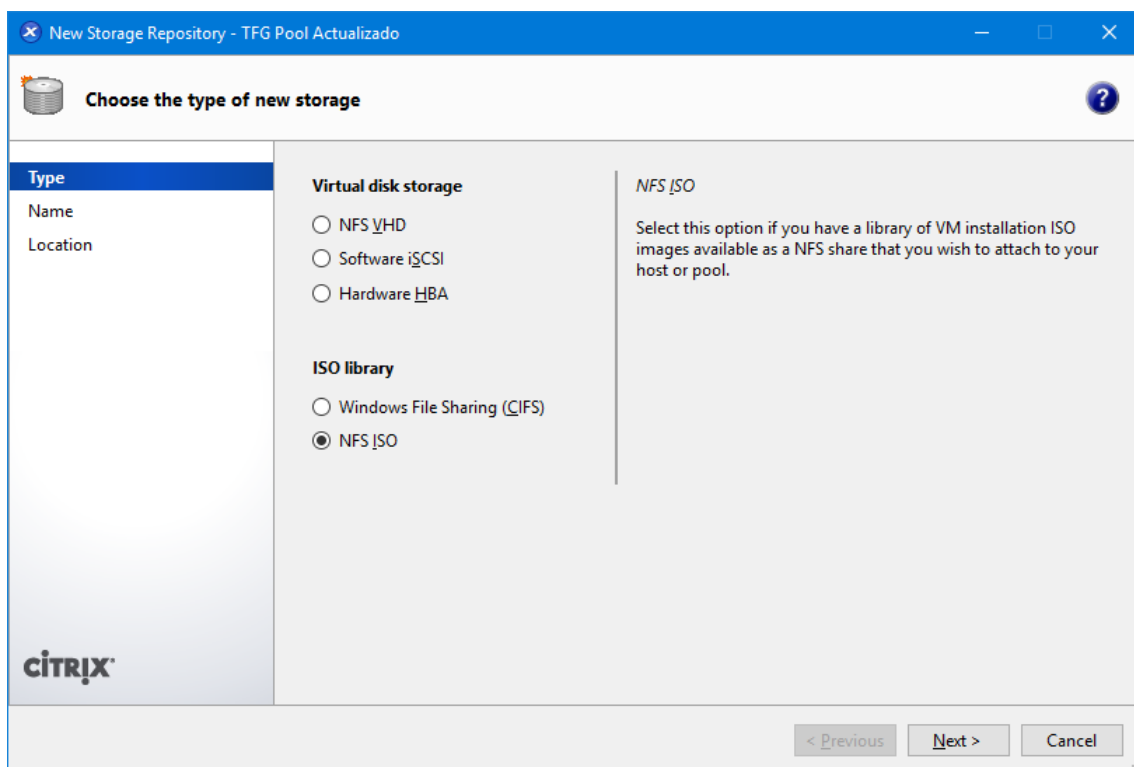 New Storage Repository - TFG Pool Actualizado
Choose the type of new storage
?
Type
Name
Location
Virtual disk storage
NFS VHD
Software iSCSI
Hardware HBA
ISO library
Windows File Sharing (CIFS)
NFS ISO
NFS ISO
Select this option if you have a library of VM installation ISO
images available as a NFS share that you wish to attach to your
host or pool.
CITRIX
< Previous
Next >
Cancel